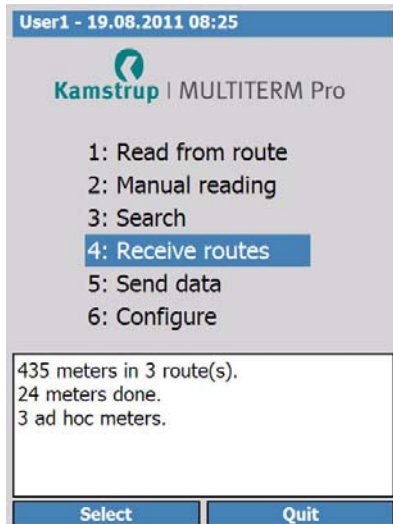 User1 - 19.08.2011 08:25
Kamstrup | MULTITERM Pro
1: Read from route
2: Manual reading
3: Search
4: Receive routes
5: Send data
6: Configure
435 meters in 3 route(s).
24 meters done.
3 ad hoc meters.
Select Quit